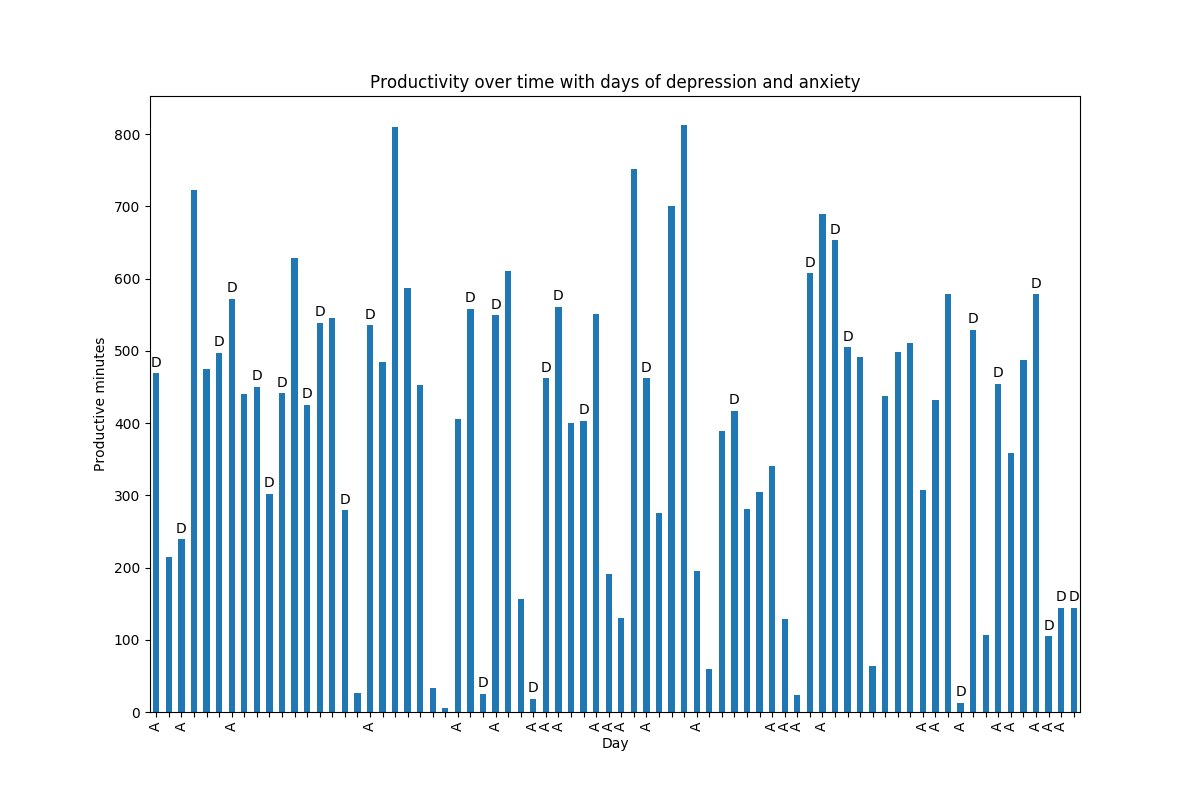 Productivity over time with days of depression and anxiety
Productive minutes
800
700
600
500
400
300
200
100
0
D D D D D D D D D D D D D D D D D D D D D D D D D D D D D D
A A A A A A A A A A A A A A A A A A A A A A A A A A
Day